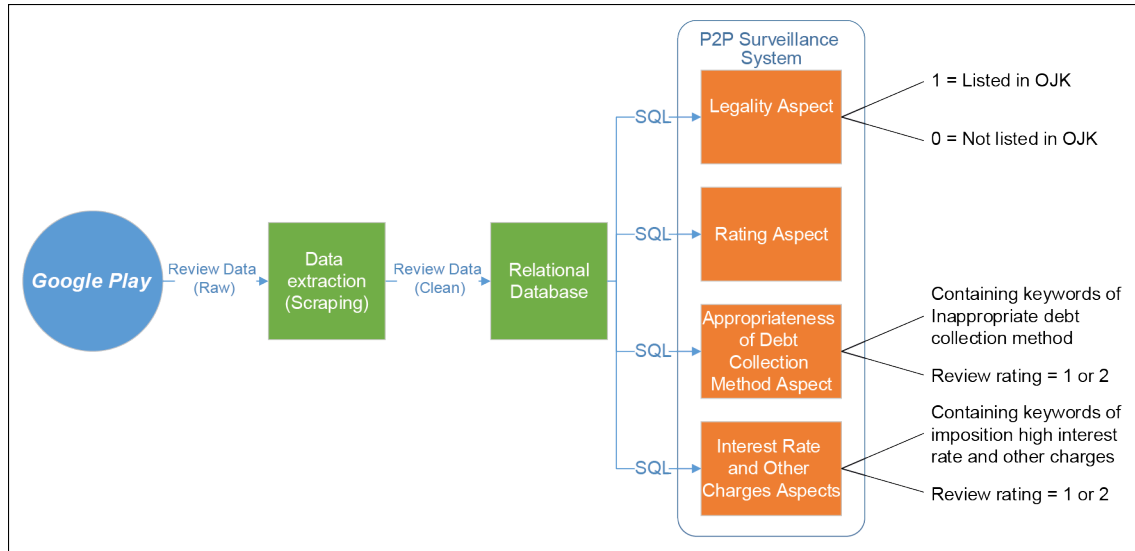 P2P Surveillance
System
Legality Aspect
1 = Listed in OJK
0 = Not listed in OJK
SQL
Rating Aspect
SQL
Google Play
Review Data
(Raw)
Data
extraction
(Scraping)
Review Data
(Clean)
Relational
Database
Appropriateness
of Debt
Collection
Method Aspect
SQL
Containing keywords of
Inappropriate debt
collection method
Review rating = 1 or 2
Interest Rate
and Other
Charges Aspects
SQL
Containing keywords of
imposition high interest
rate and other charges
Review rating = 1 or 2